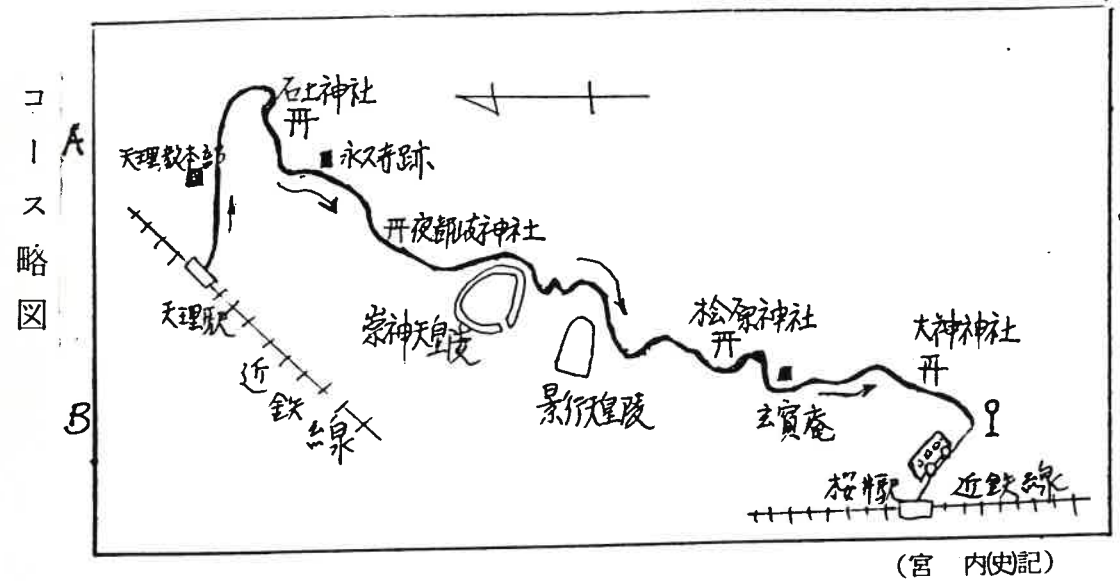 コース略図
A
B
石上神社
天理教本部
永久寺跡
夜都岐神社
天理駅
近鉄線
崇神天皇陵
景行天皇陵
桧原神社
玄賓庵
大神神社
桜井駅
近鉄線
(宮 内(史)記)